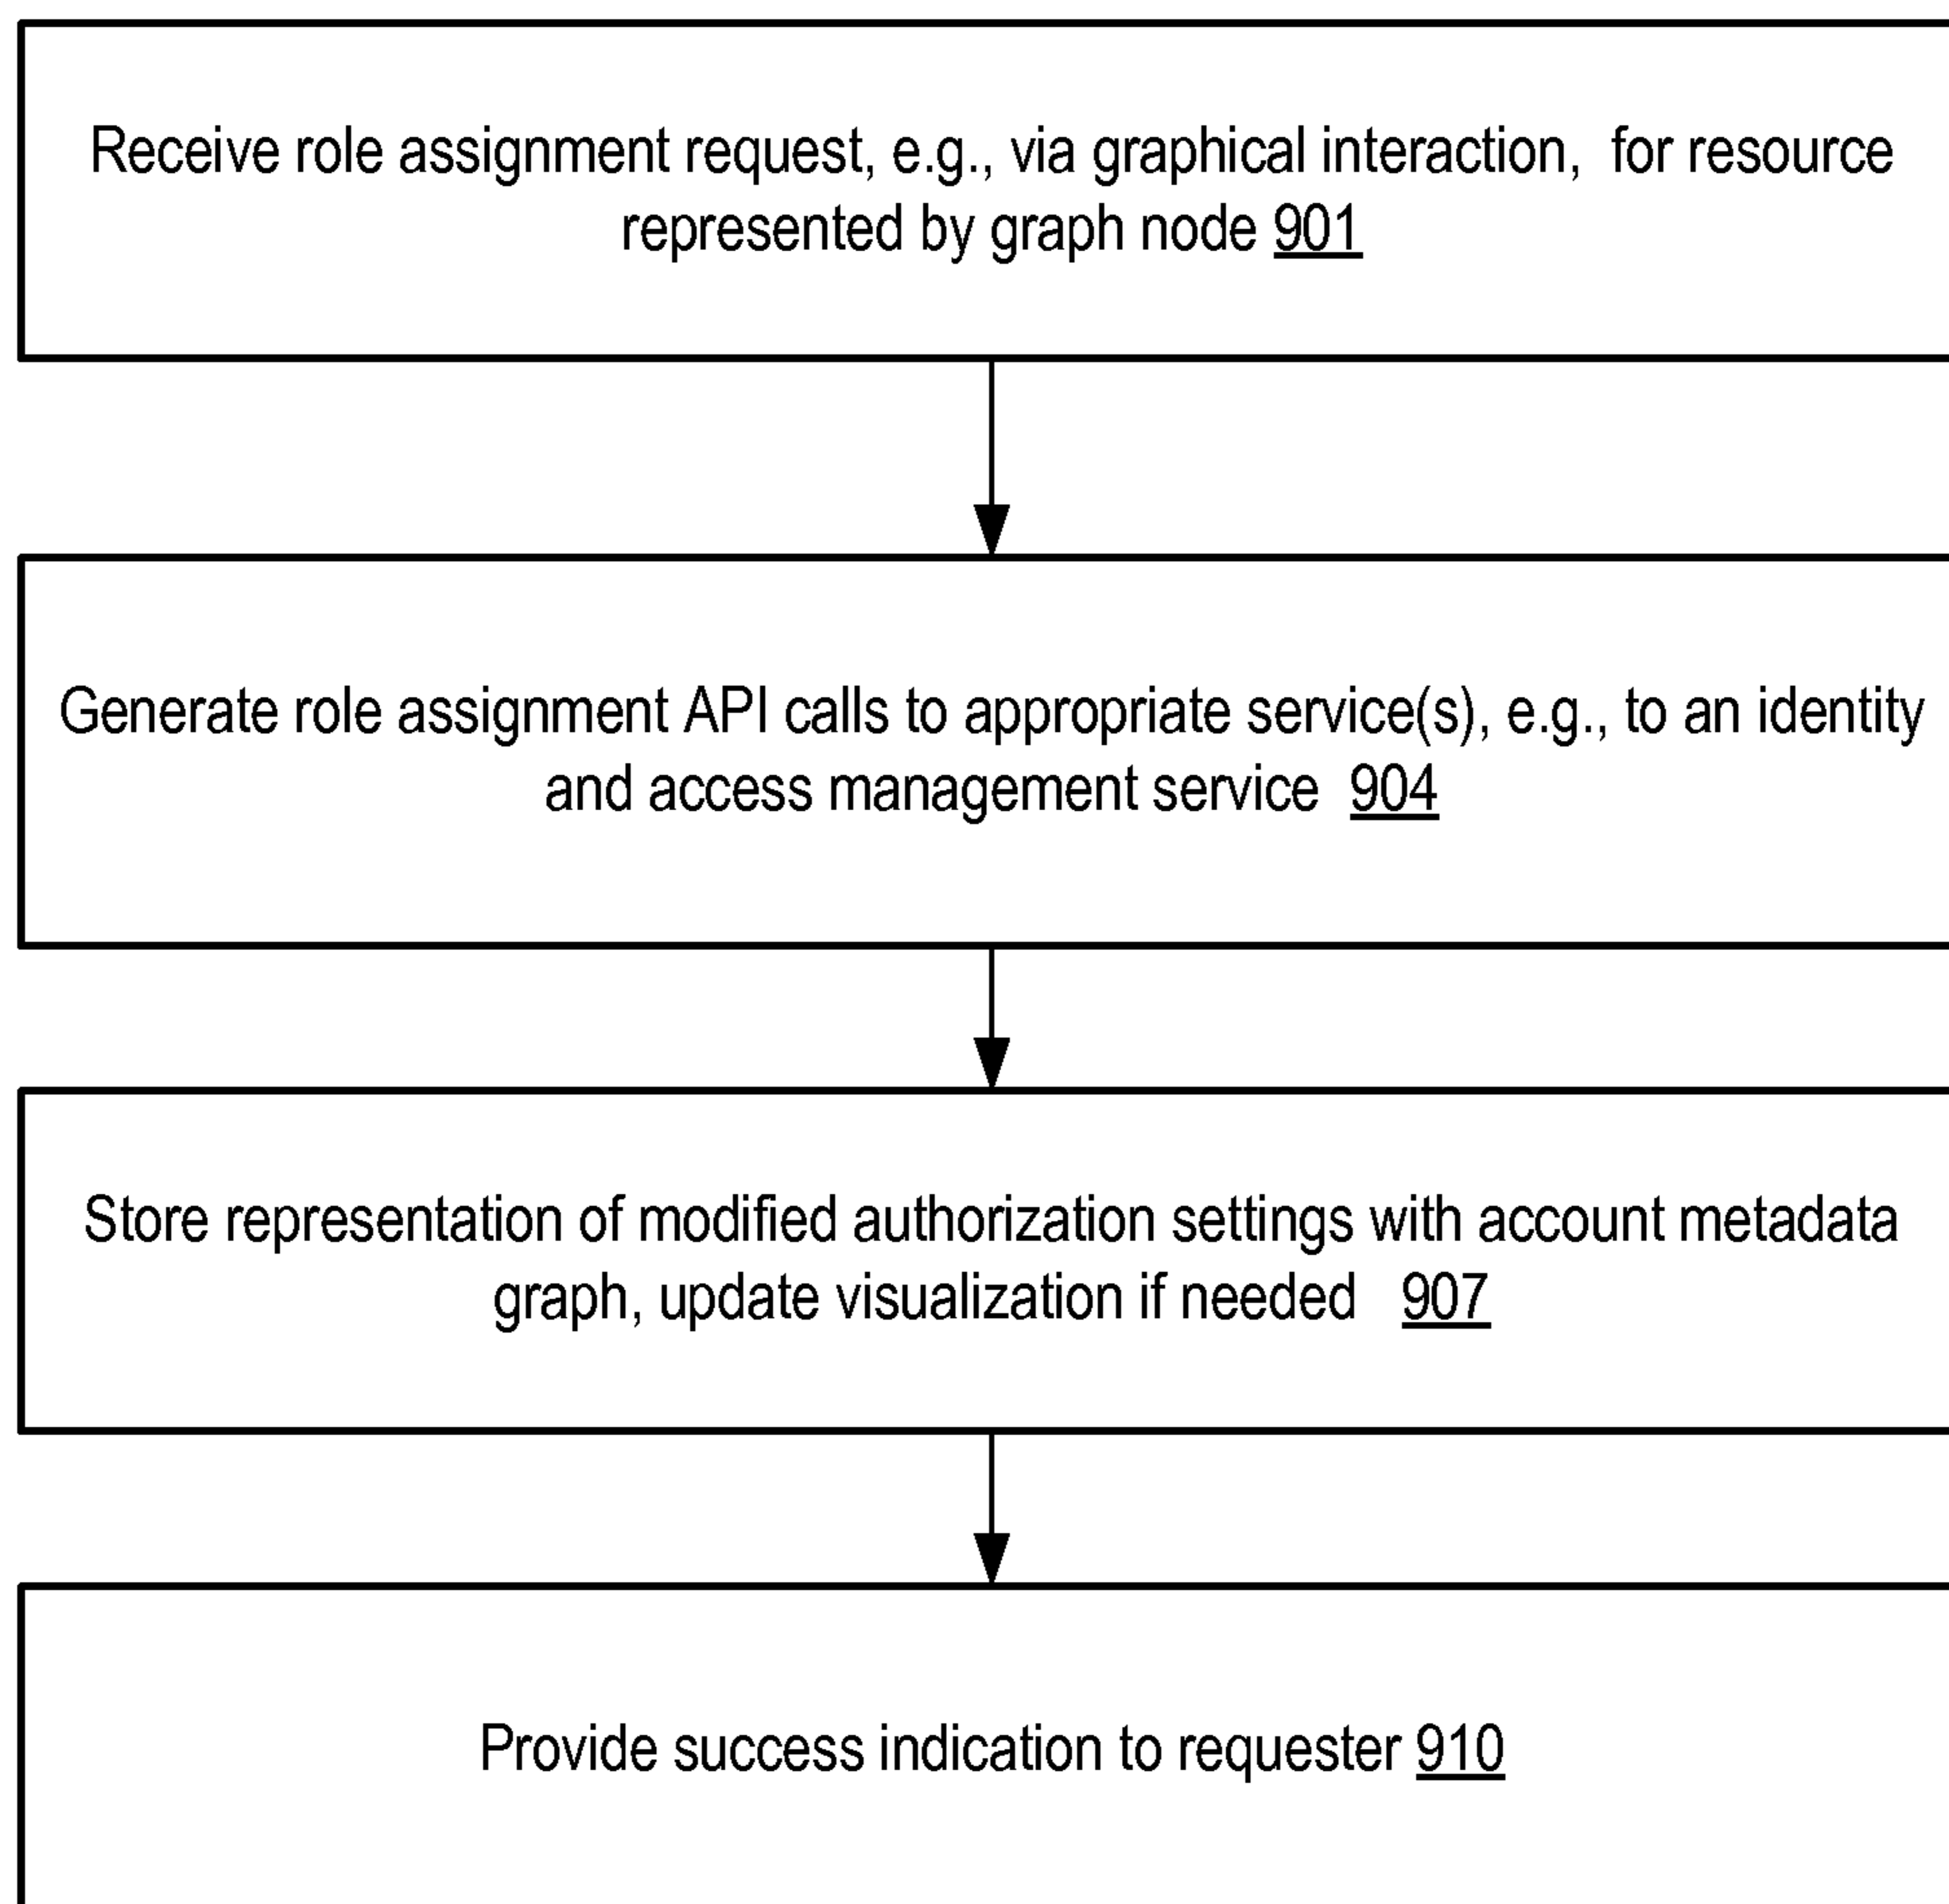 Receive role assignment request, e.g., via graphical interaction, for resource
represented by graph node 901
Generate role assignment API calls to appropriate service(s), e.g., to an identity
and access management service 904
Store representation of modified authorization settings with account metadata
graph, update visualization if needed 907
Provide success indication to requester 910